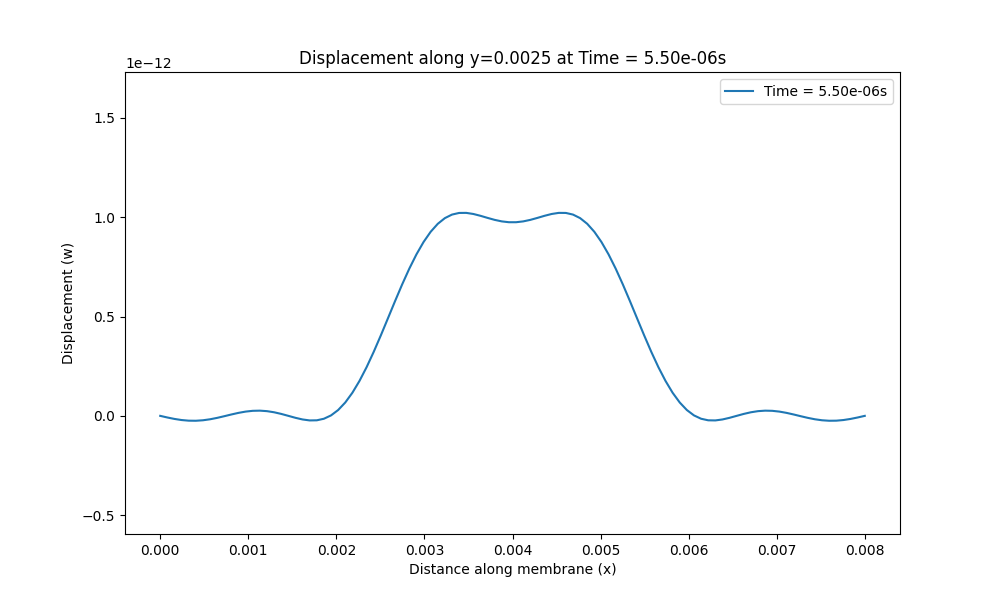 Displacement along y=0.0025 at Time = 5.50e-06s
1e−12
Time = 5.50e-06s
1.5
1.0
0.5
0.0
−0.5
Displacement (w)
0.000 0.001 0.002 0.003 0.004 0.005 0.006 0.007 0.008
Distance along membrane (x)